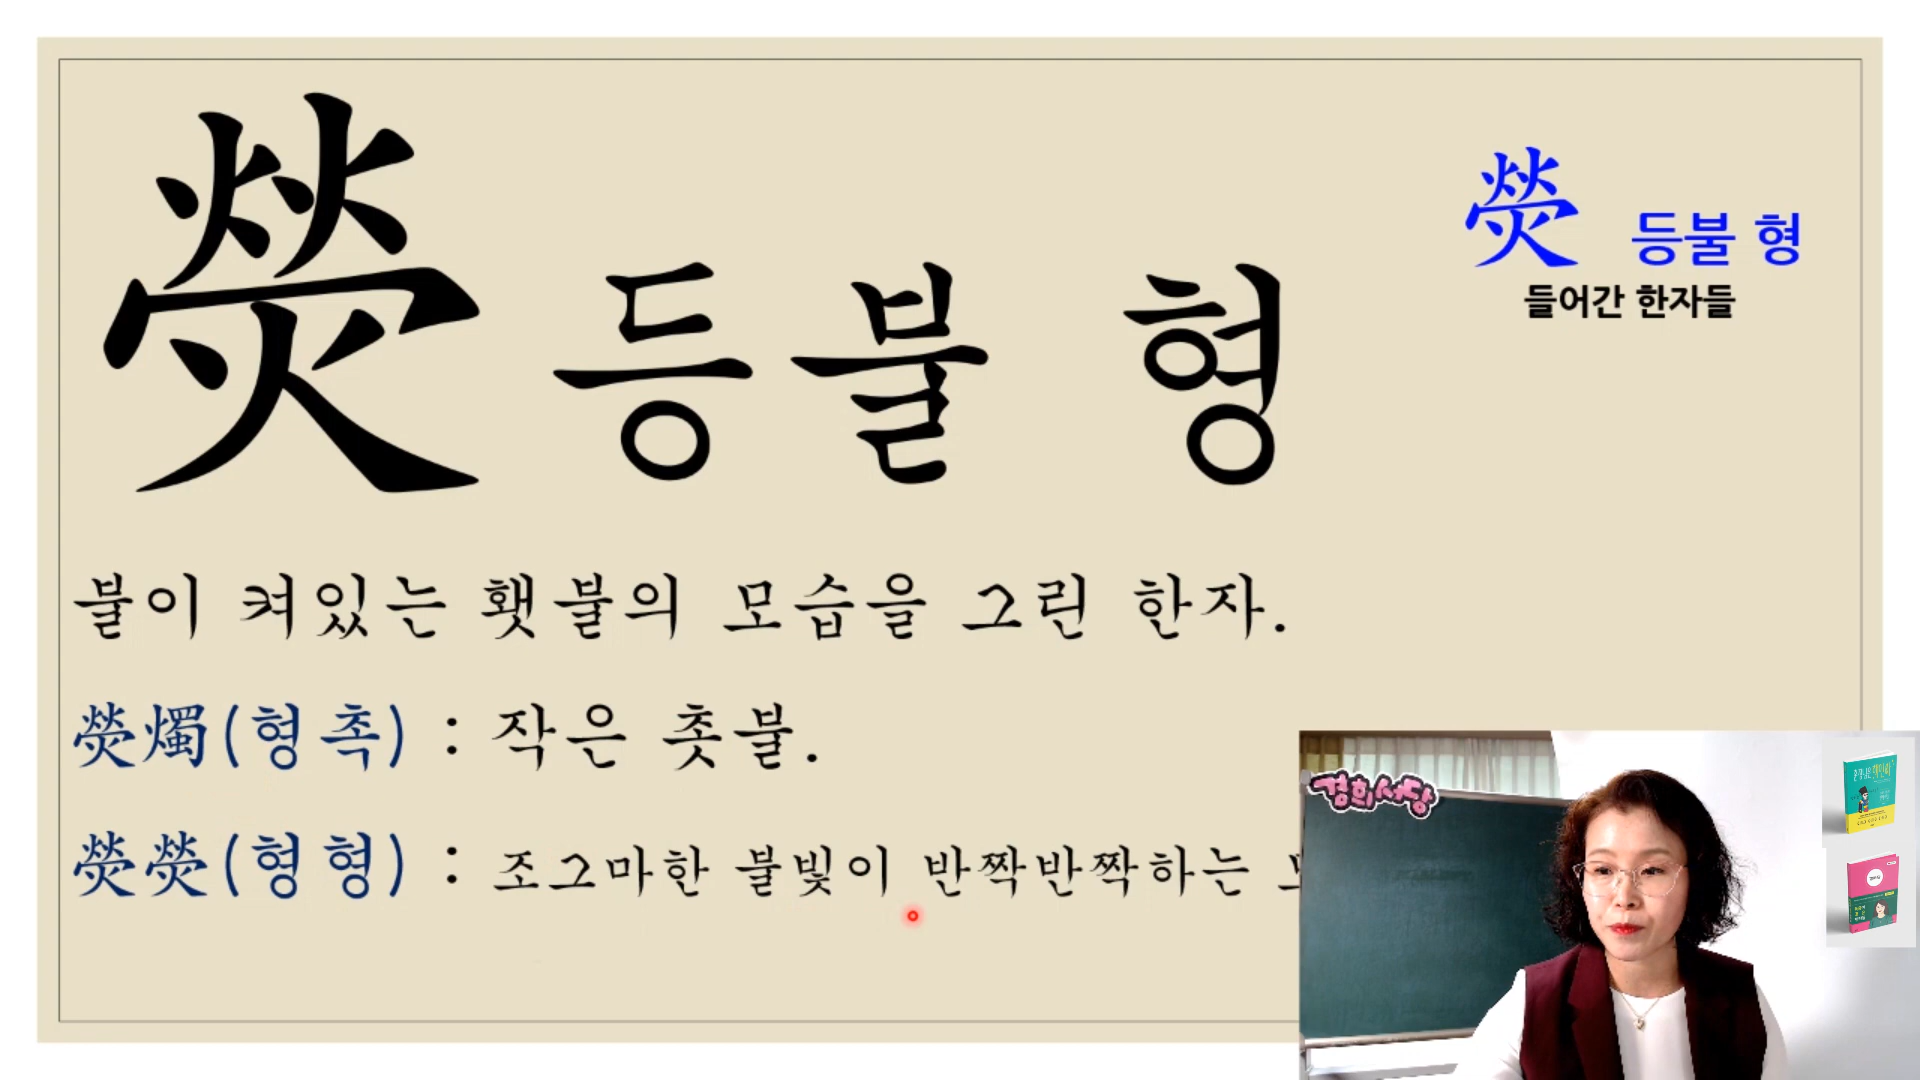 熒 등불 형
熒 등불 형
들어간 한자들
불이 켜있는 횃불의 모습을 그린 한자.
熒燭(형촉) : 작은 촛불.
熒熒(형형) : 조그마한 불빛이 반짝반짝하는
경희서당